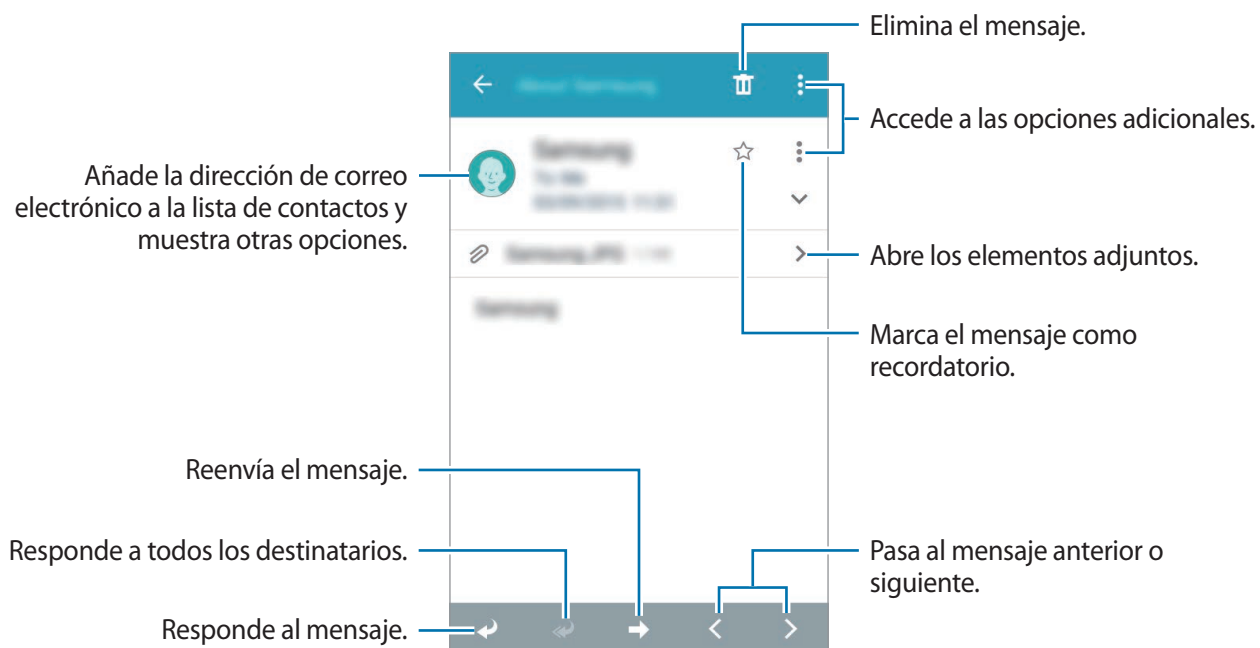 Elimina el mensaje.
Accede a las opciones adicionales.
Añade la dirección de correo
electrónico a la lista de contactos y
muestra otras opciones.
Samsung
Abre los elementos adjuntos.
Samsung
Marca el mensaje como
recordatorio.
Reenvía el mensaje.
Responde a todos los destinatarios.
Pasa al mensaje anterior o
siguiente.
Responde al mensaje.